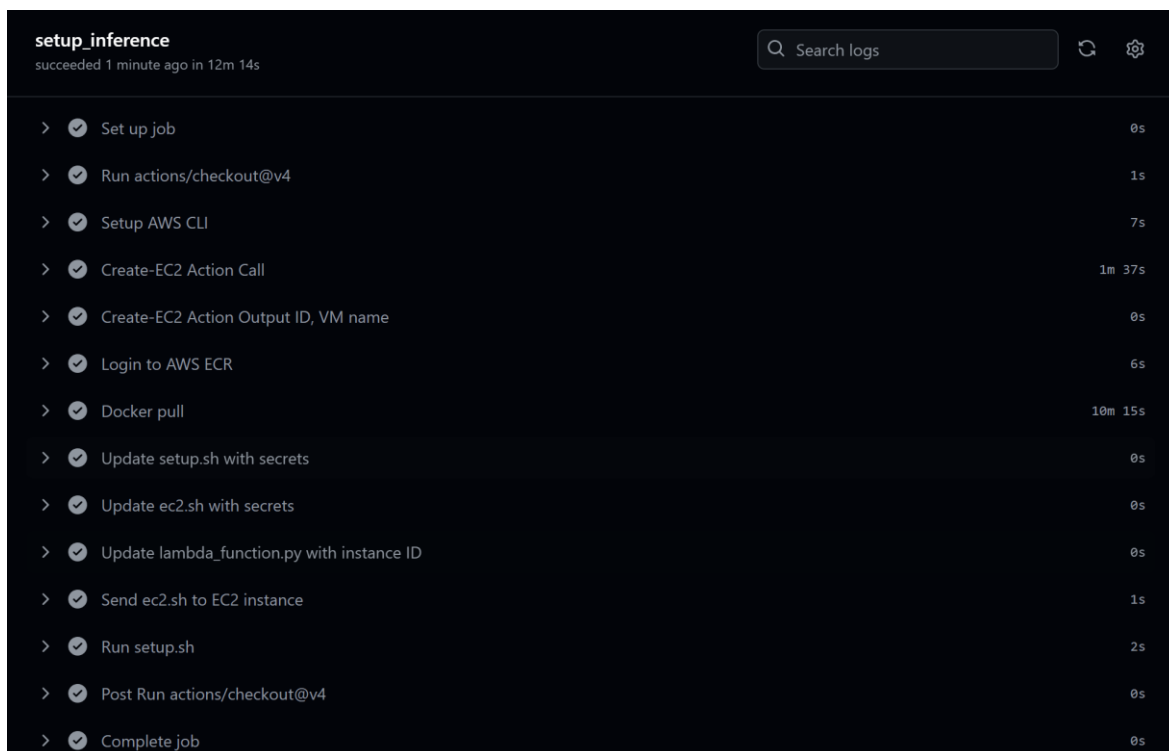 setup_inference
succeeded 1 minute ago in 12m 14s
Search logs
Set up job 0s
Run actions/checkout@v4 1s
Setup AWS CLI 7s
Create-EC2 Action Call 1m 37s
Create-EC2 Action Output ID, VM name 0s
Login to AWS ECR 6s
Docker pull 10m 15s
Update setup.sh with secrets 0s
Update ec2.sh with secrets 0s
Update lambda_function.py with instance ID 0s
Send ec2.sh to EC2 instance 1s
Run setup.sh 2s
Post Run actions/checkout@v4 0s
Complete job 0s